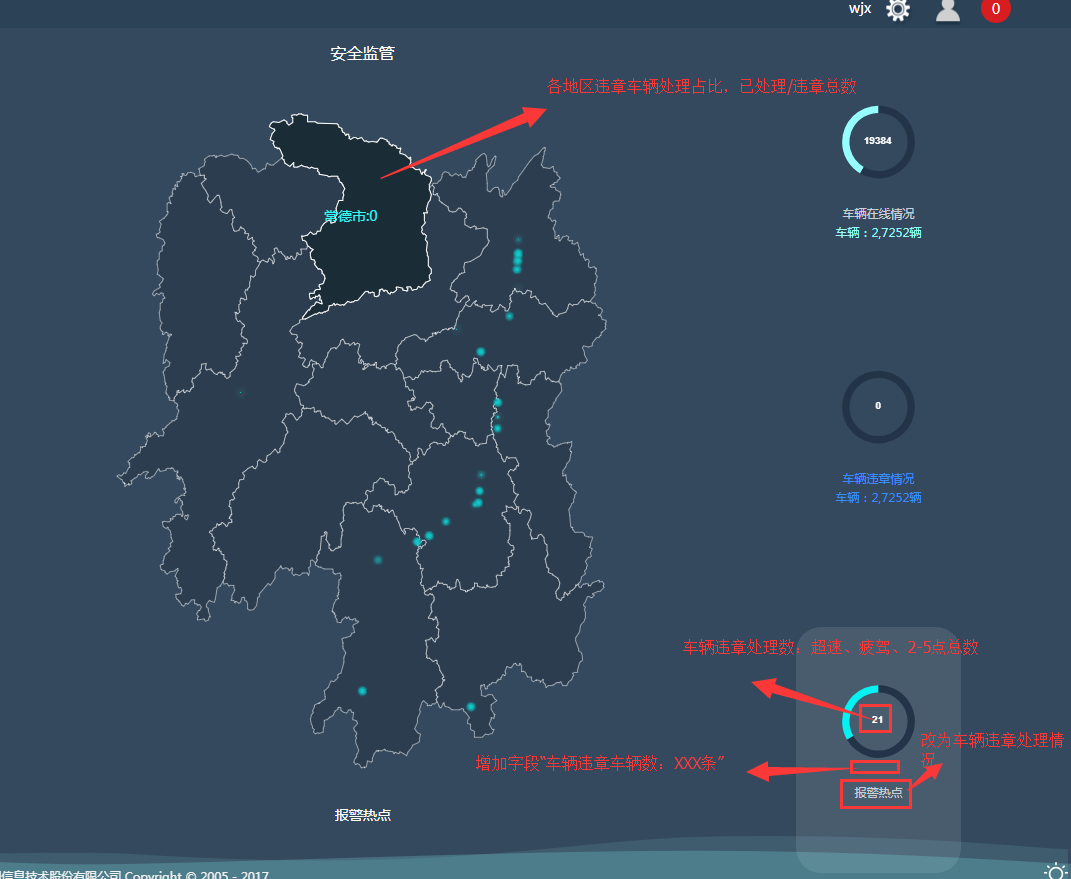 wjx
0
安全监管
各地区违章车辆处理占比，已处理/违章总数
19384
常德市:0
车辆在线情况
车辆：2,7252辆
0
车辆违章情况
车辆：2,7252辆
车辆违章处理数：超速、疲驾、2-5点总数
21
改为车辆违章处理情
况
增加字段“车辆违章车辆数：XXX条”
报警热点
报警热点
信息技术股份有限公司 Copyright © 2005 - 2017